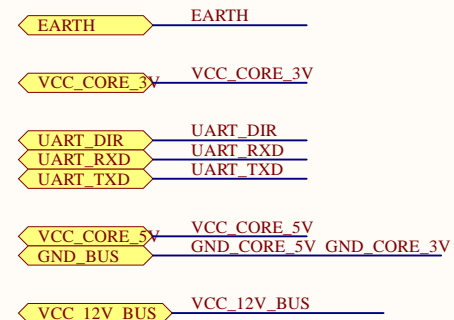 EARTH EARTH
VCC_CORE_3V VCC_CORE_3V
UART_DIR UART_DIR
UART_RXD UART_RXD
UART_TXD UART_TXD
VCC_CORE_5V VCC_CORE_5V
GND_BUS GND_CORE_5V GND_CORE_3V
VCC_12V_BUS VCC_12V_BUS